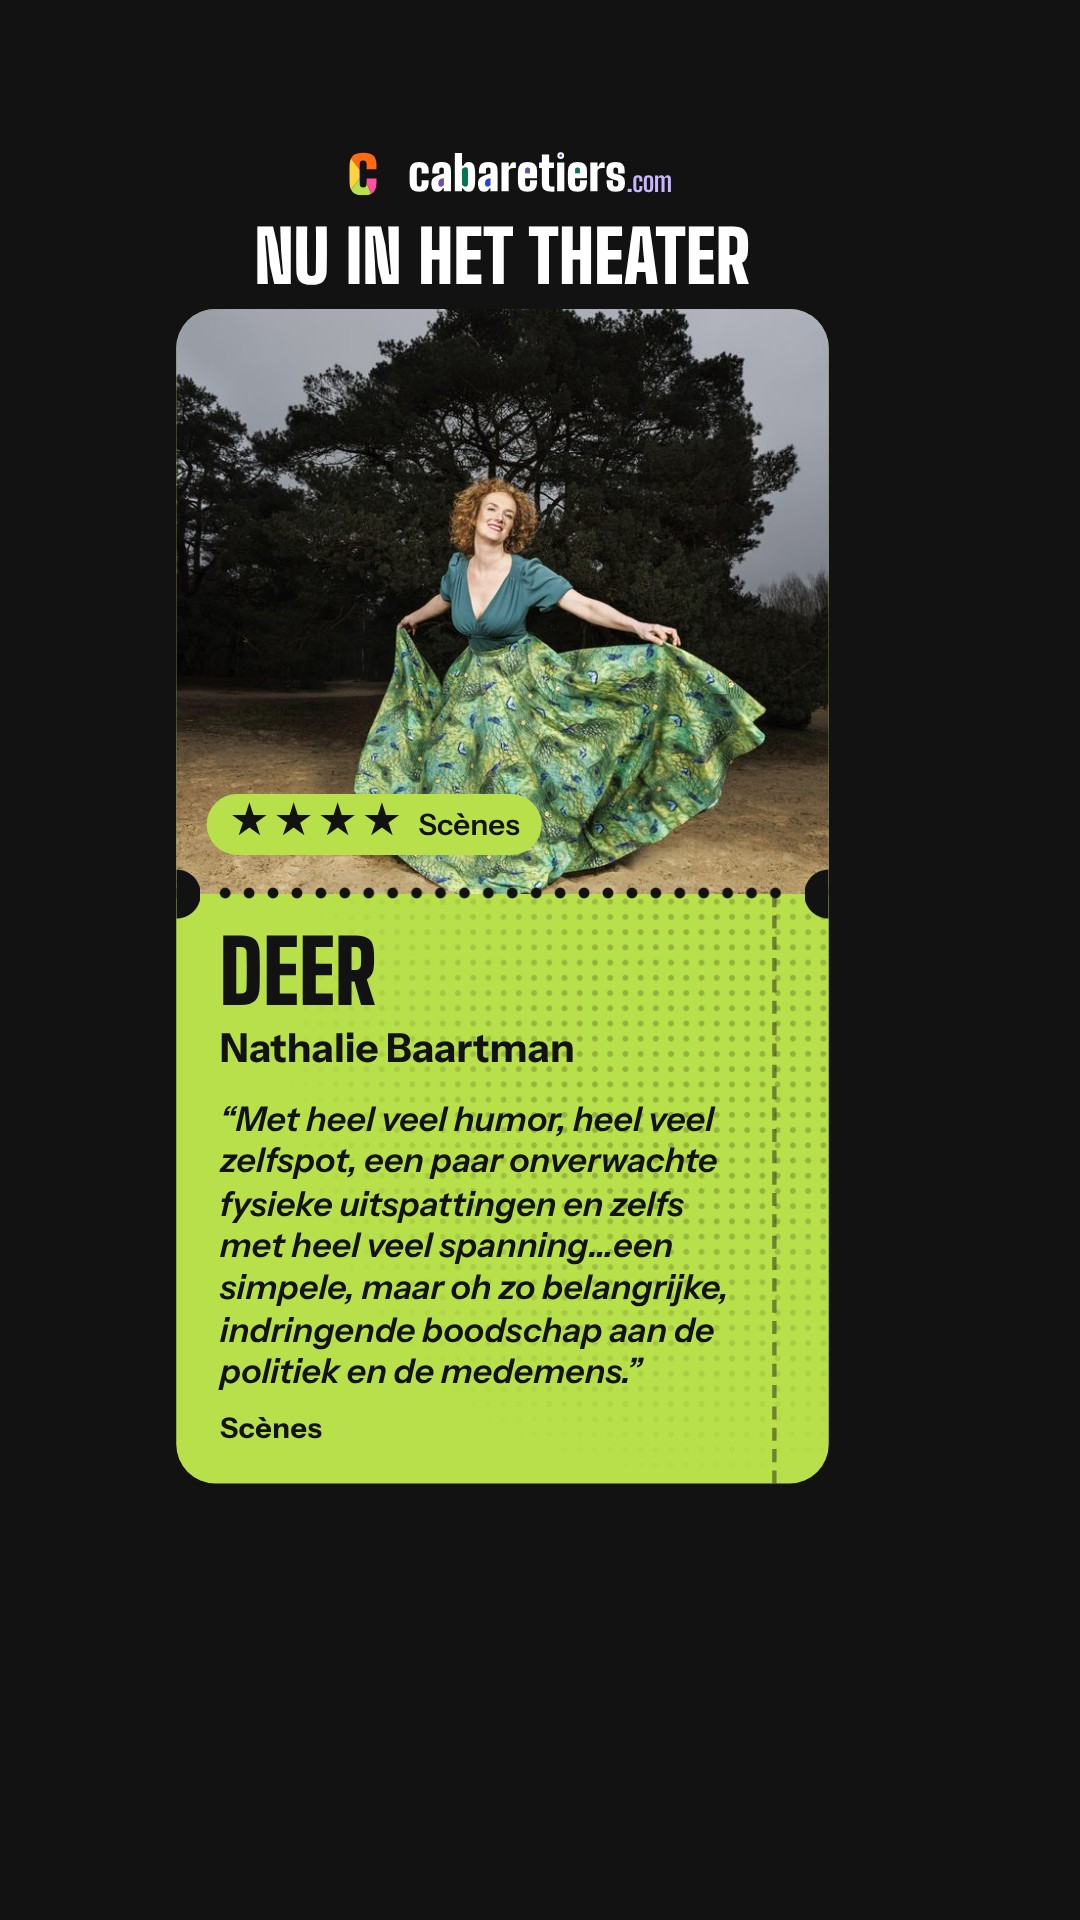 C cabaretiers.com
NU IN HET THEATER
★★★★ Scènes
DEER
Nathalie Baartman
“Met heel veel humor, heel veel
zelfspot, een paar onverwachte
fysieke uitspattingen en zelfs
met heel veel spanning...een
simpele, maar oh zo belangrijke,
indringende boodschap aan de
politiek en de medemens.”
Scènes